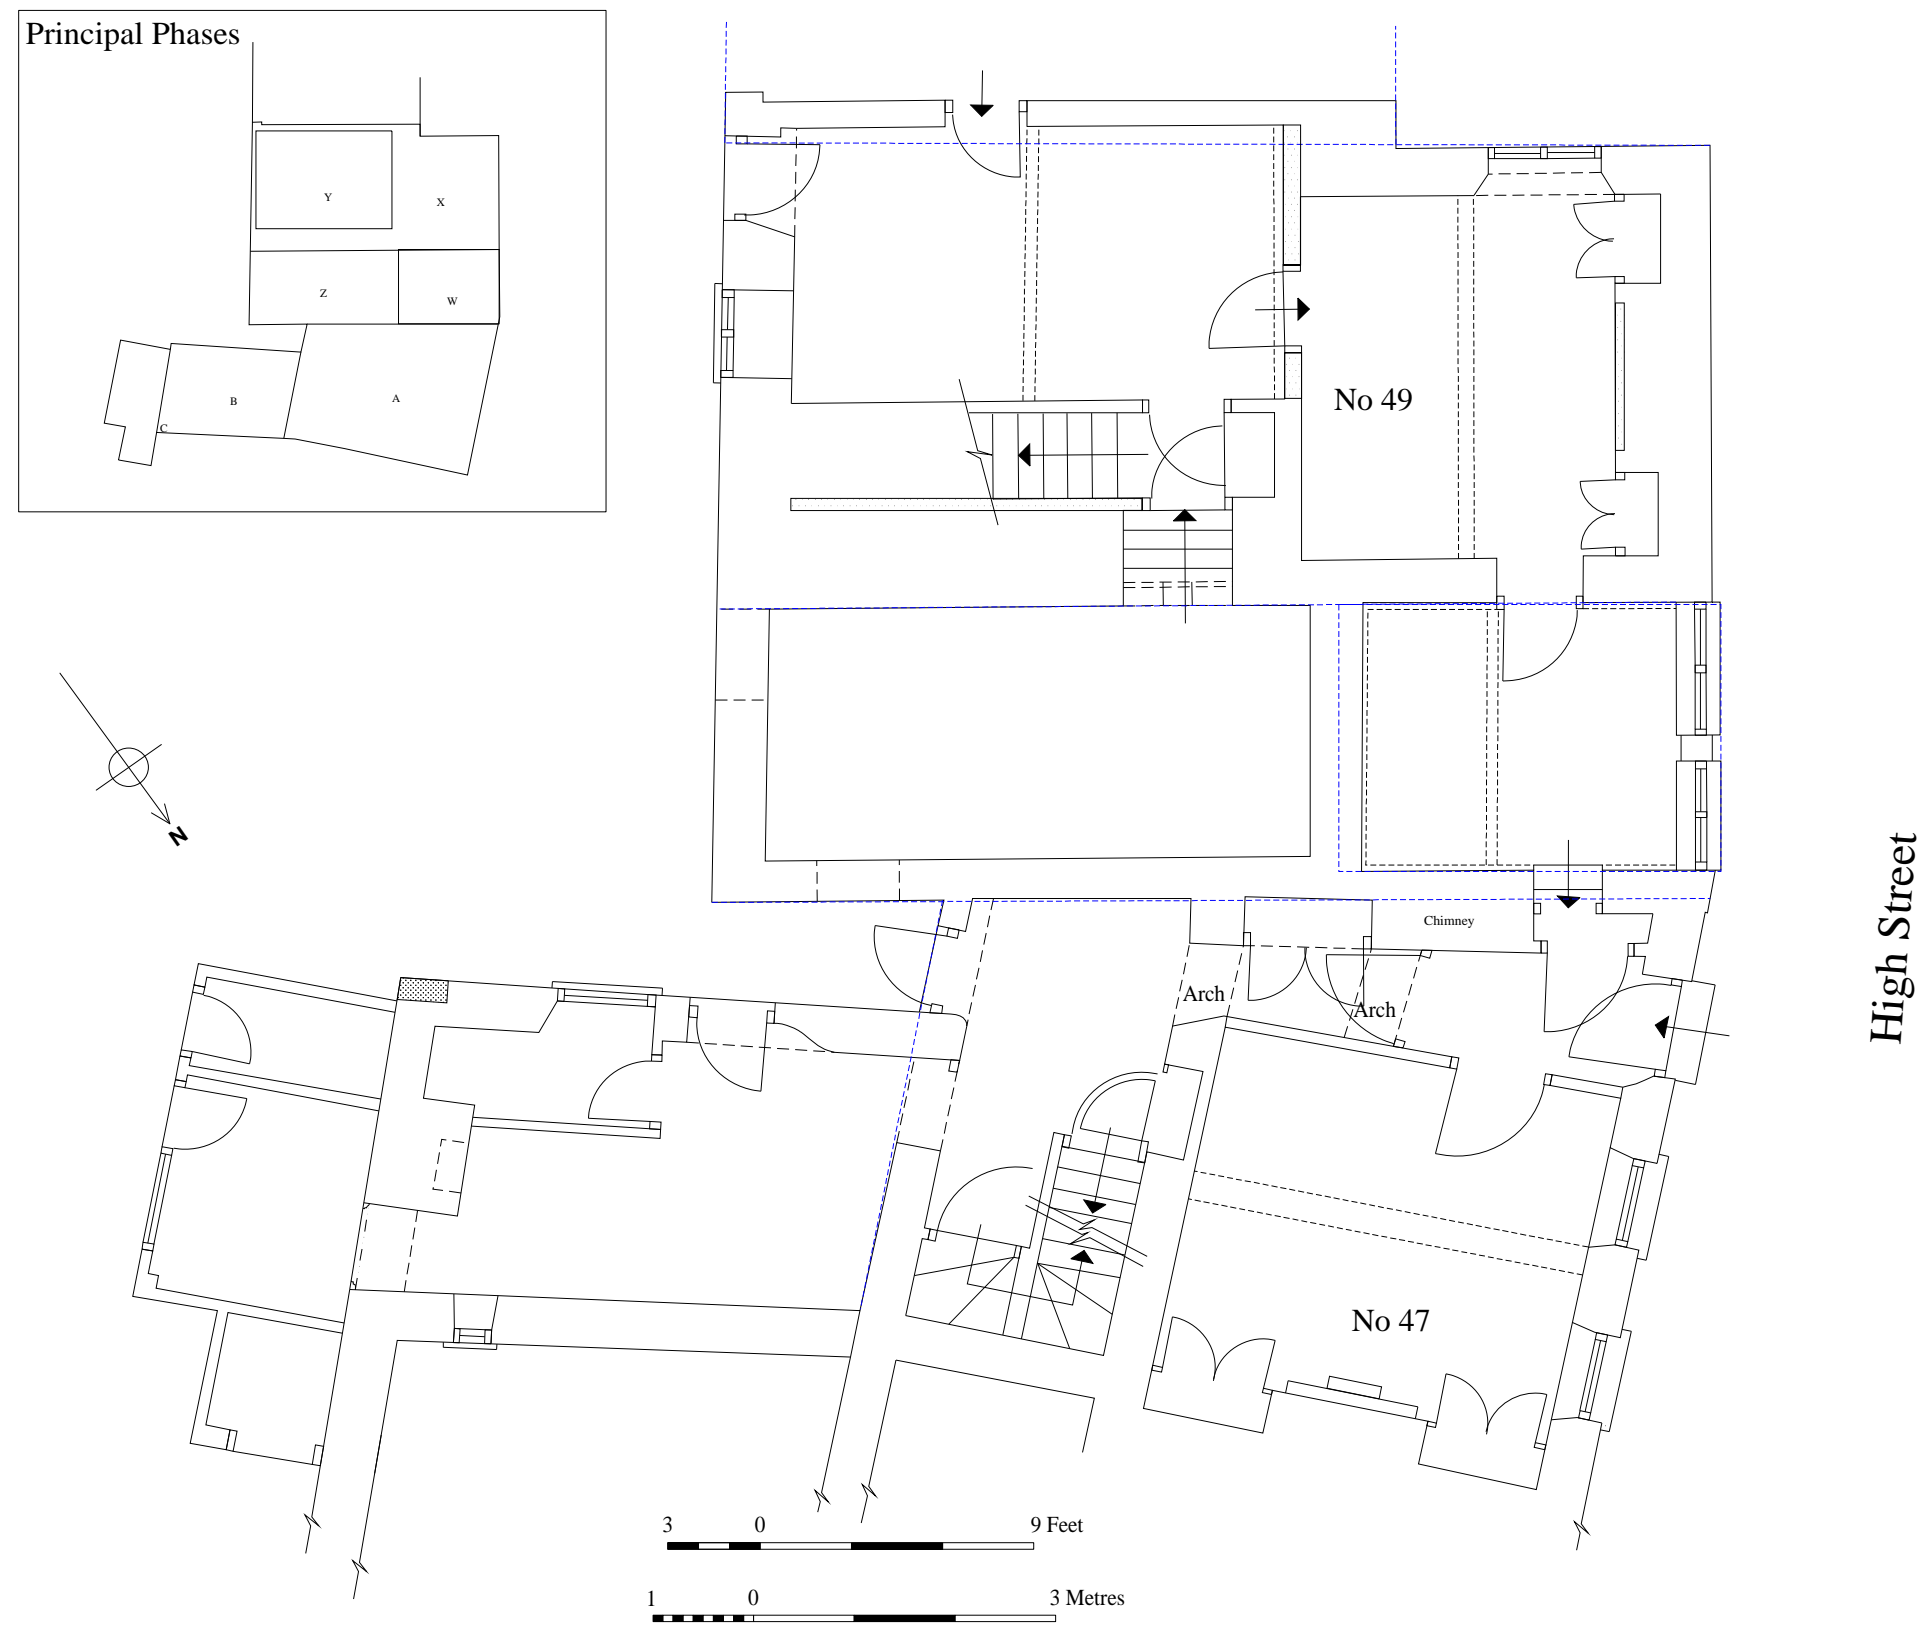 Principal Phases
Y
X
Z
W
B
A
C
No 49
N
High Street
Chimney
Arch
Arch
No 47
3 0 9 Feet
1 0 3 Metres